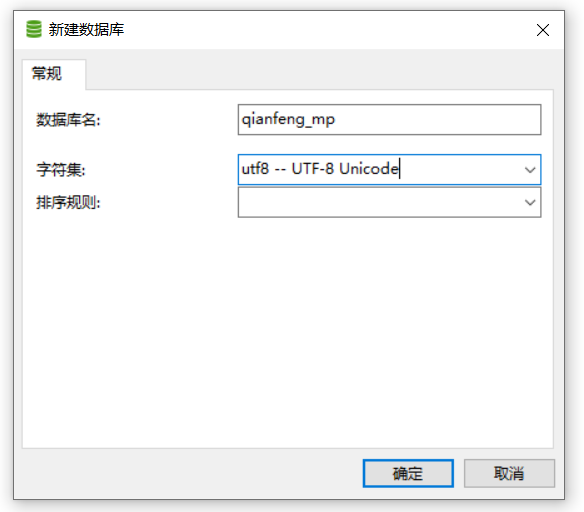 新建数据库
常规
数据库名: qianfeng_mp
字符集: utf8 -- UTF-8 Unicode
排序规则:
确定 取消